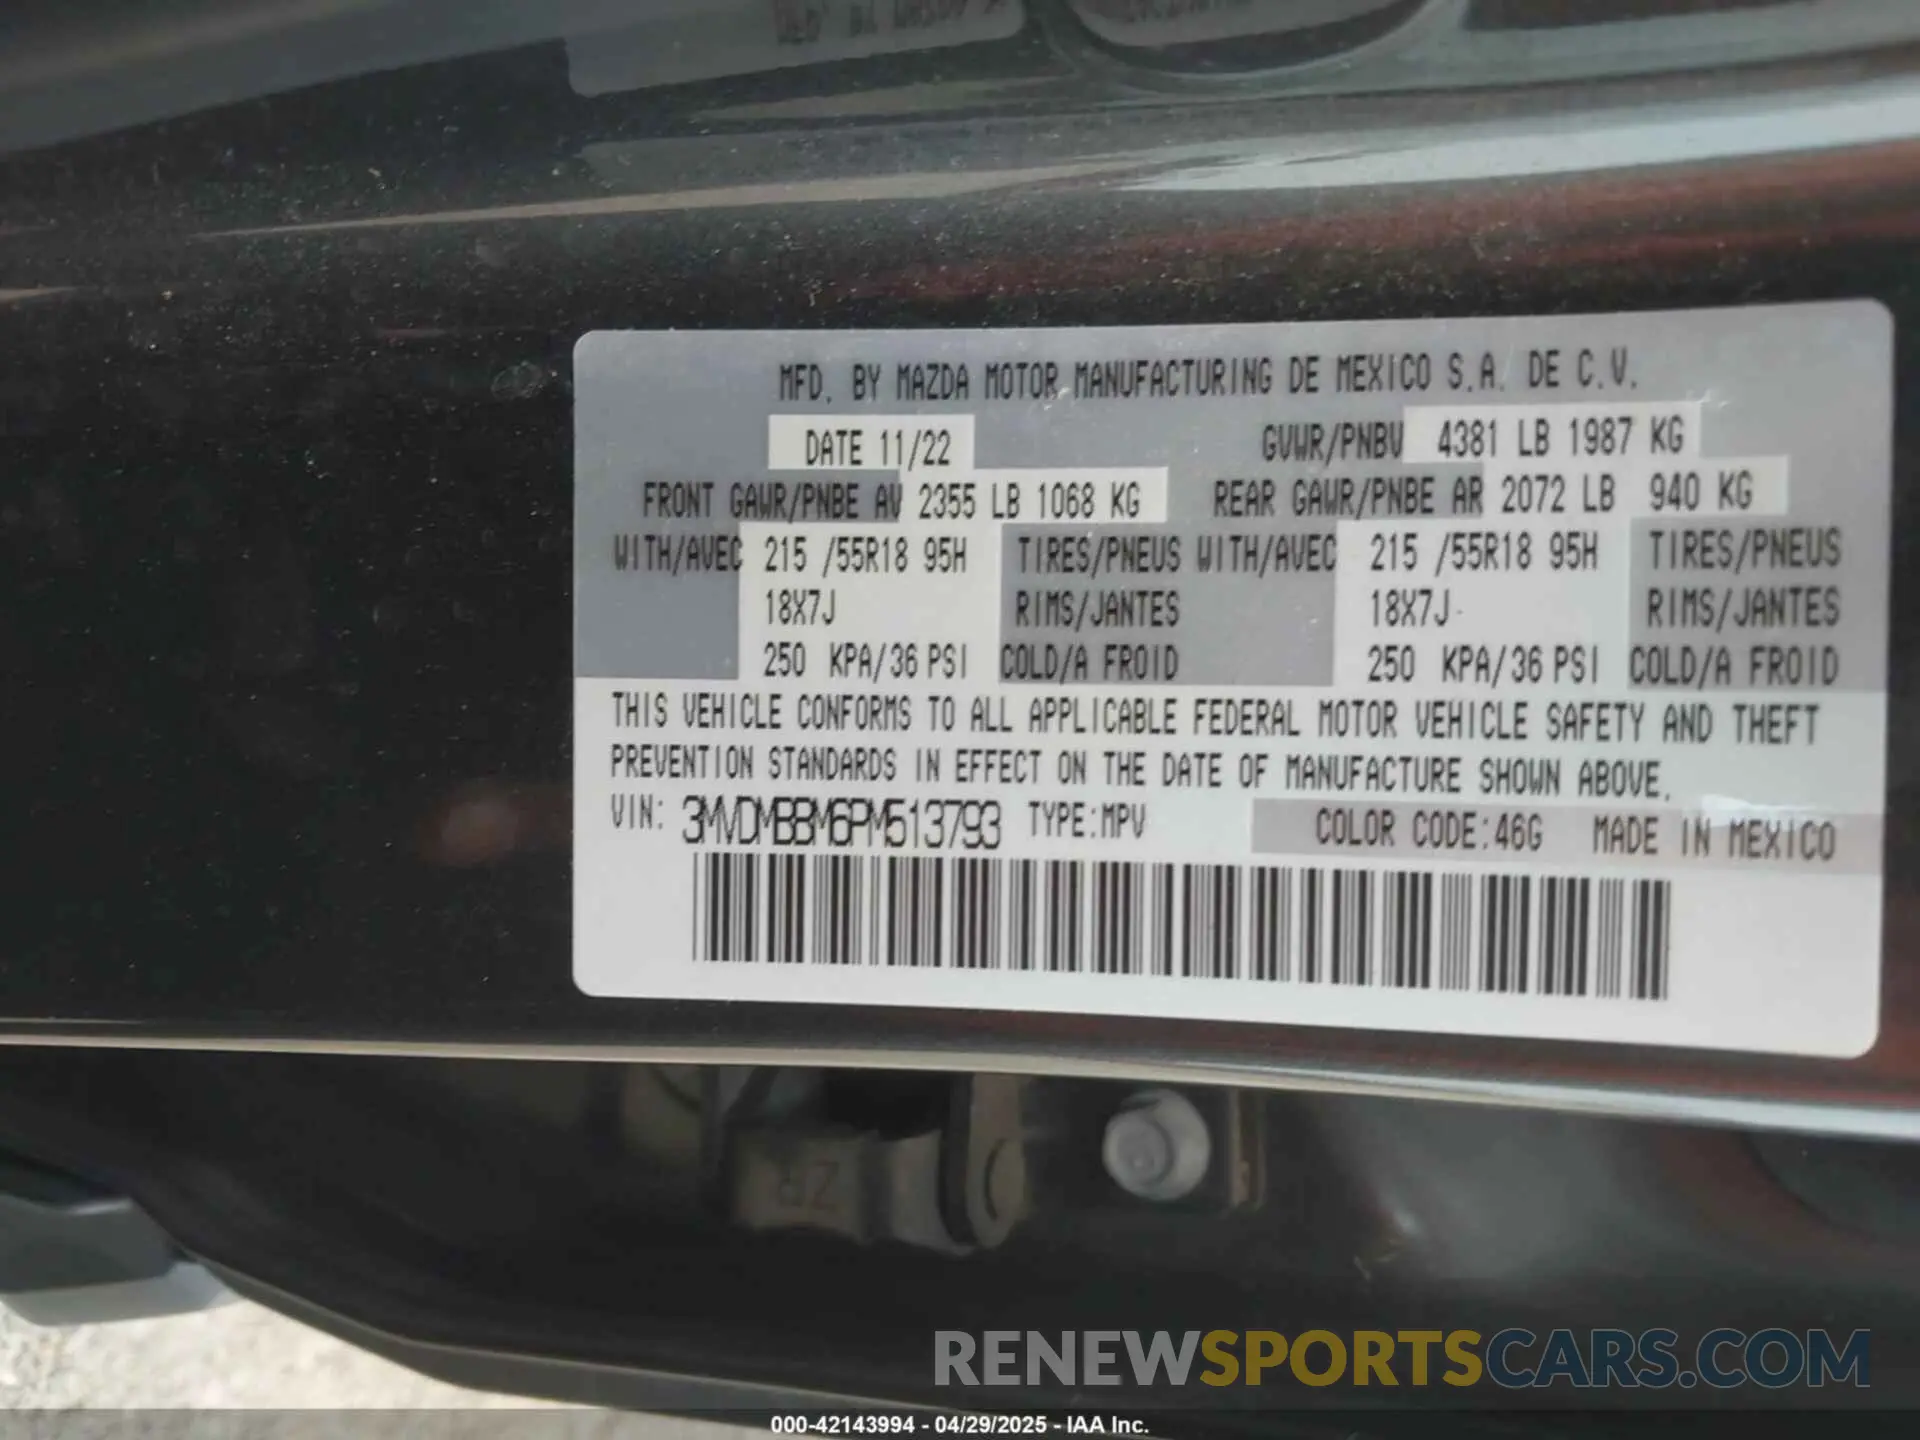 MFD. BY MAZDA MOTOR MANUFACTURING DE MEXICO S.A. DE C.V.
DATE 11/22 GVWR/PNBV 4381 LB 1987 KG
FRONT GAWR/PNBE AV 2355 LB 1068 KG REAR GAWR/PNBE AR 2072 LB 940 KG
WITH/AVEC 215 /55R18 95H TIRES/PNEUS WITH/AVEC 215 /55R18 95H TIRES/PNEUS
18X7J RIMS/JANTES 18X7J RIMS/JANTES
250 KPA/36 PSI COLD/A FROID 250 KPA/36 PSI COLD/A FROID
THIS VEHICLE CONFORMS TO ALL APPLICABLE FEDERAL MOTOR VEHICLE SAFETY AND THEFT
PREVENTION STANDARDS IN EFFECT ON THE DATE OF MANUFACTURE SHOWN ABOVE.
VIN: 3MVDMBBM6PM513793 TYPE:MPV COLOR CODE:46G MADE IN MEXICO
RENEWSPORTSCARS.COM
000-42143994 - 04/29/2025 - IAA Inc.